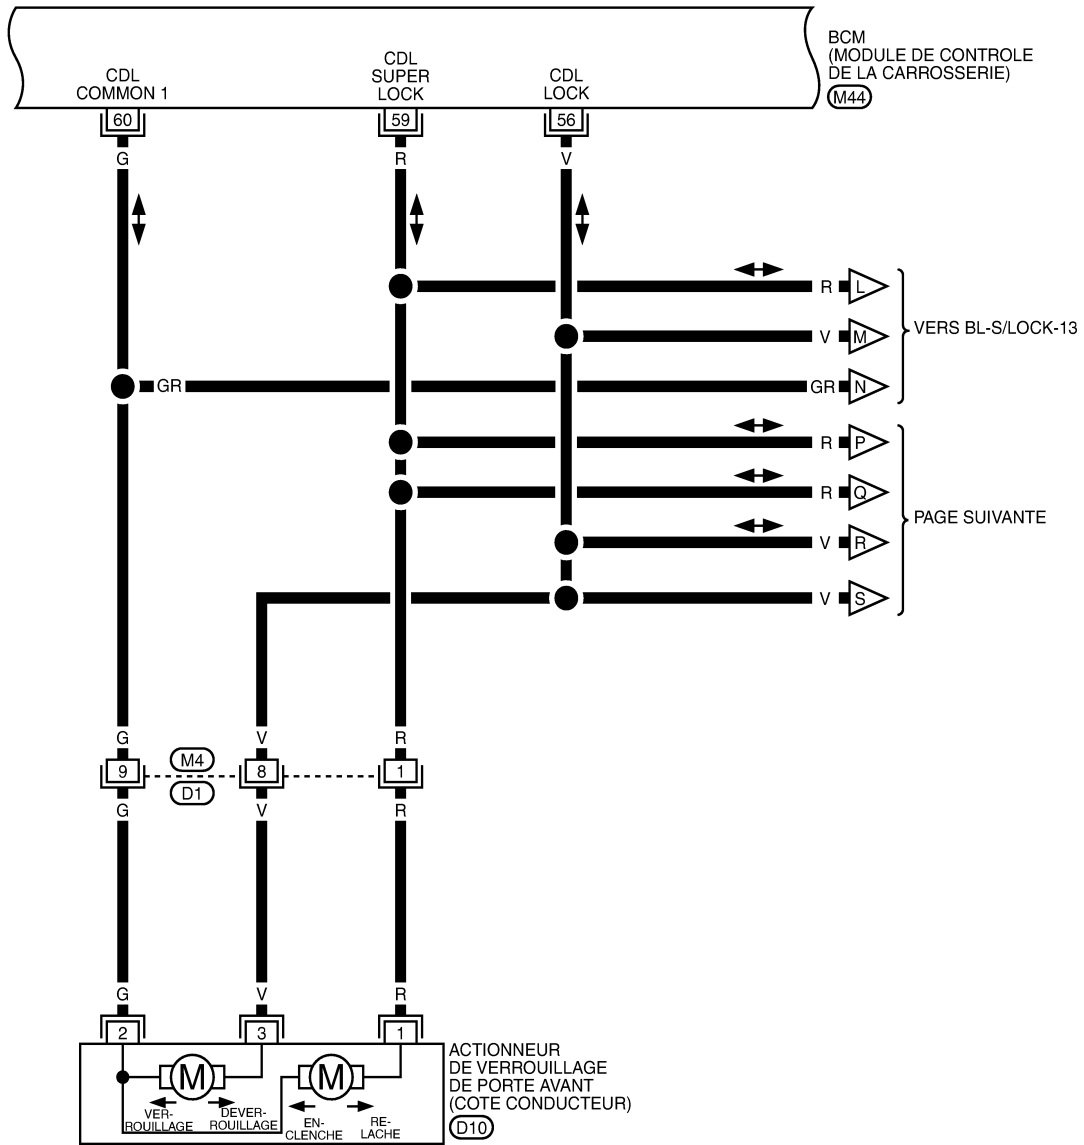 BCM
(MODULE DE CONTROLE
DE LA CARROSSERIE)
M44
CDL
COMMON 1
CDL
SUPER
LOCK
CDL
LOCK
60
59
56
G
R
V
R
L
V
M
VERS BL-S/LOCK-13
GR
GR
N
R
P
R
Q
PAGE SUIVANTE
V
R
V
S
G
V
R
M4
9
8
1
D1
G
V
R
G
V
R
2
3
1
ACTIONNEUR
DE VERROUILLAGE
DE PORTE AVANT
(COTE CONDUCTEUR)
D10
M
M
VER-
ROUILLAGE
DEVER-
ROUILLAGE
EN-
CLENCHE
RE-
LACHE